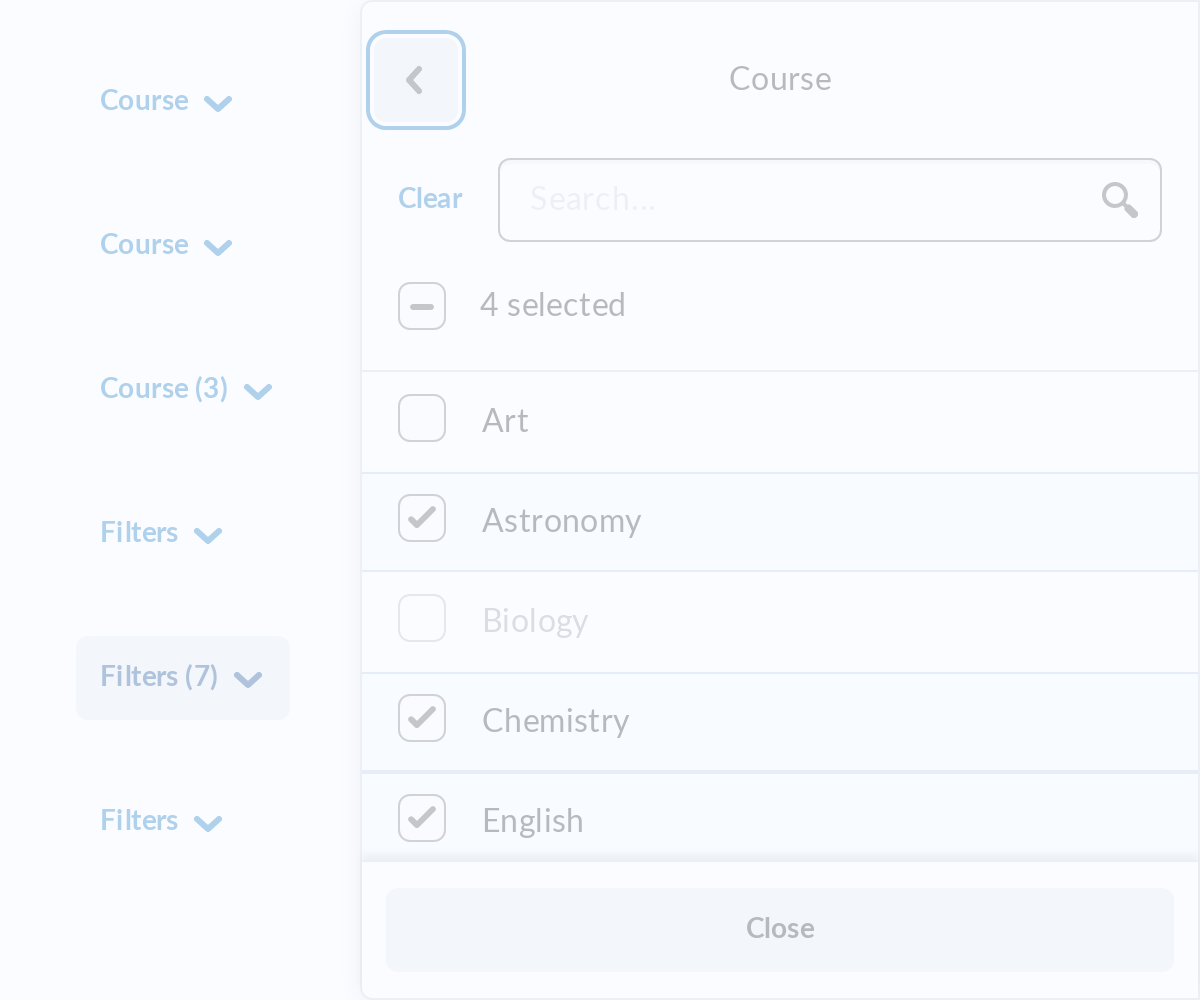 Course
Course
Course (3)
Filters
Filters (7)
Filters
Course
Clear
Search...
4 selected
Art
Astronomy
Biology
Chemistry
English
Close